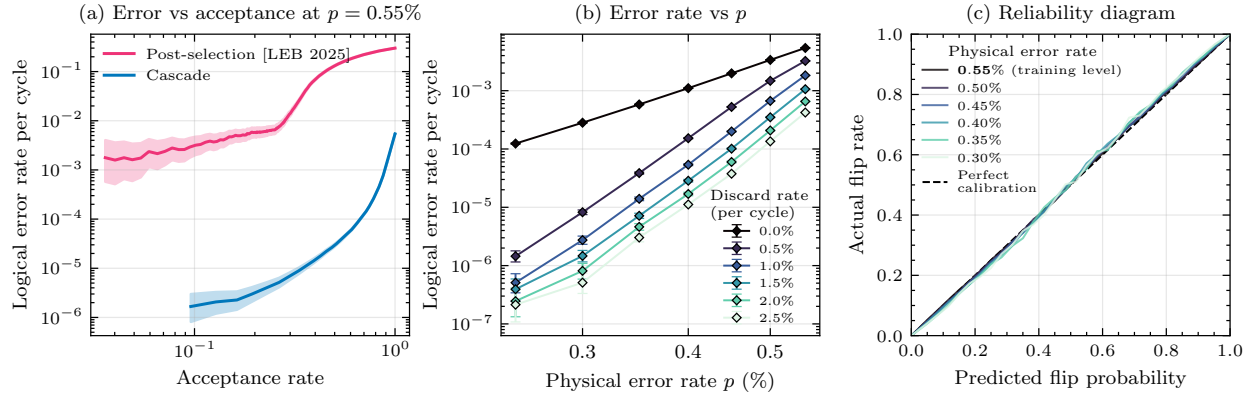 (a) Error vs acceptance at p = 0.55%
Logical error rate per cycle
10⁻¹
10⁻²
10⁻³
10⁻⁴
10⁻⁵
10⁻⁶
Post-selection [LEB 2025]
Cascade
10⁻¹
10⁰
Acceptance rate
(b) Error rate vs p
Logical error rate per cycle
10⁻³
10⁻⁴
10⁻⁵
10⁻⁶
10⁻⁷
Discard rate
(per cycle)
0.0%
0.5%
1.0%
1.5%
2.0%
2.5%
0.3
0.4
0.5
Physical error rate p (%)
(c) Reliability diagram
Actual flip rate
1.0
0.8
0.6
0.4
0.2
0.0
Physical error rate
0.55% (training level)
0.50%
0.45%
0.40%
0.35%
0.30%
Perfect
calibration
0.0
0.2
0.4
0.6
0.8
1.0
Predicted flip probability